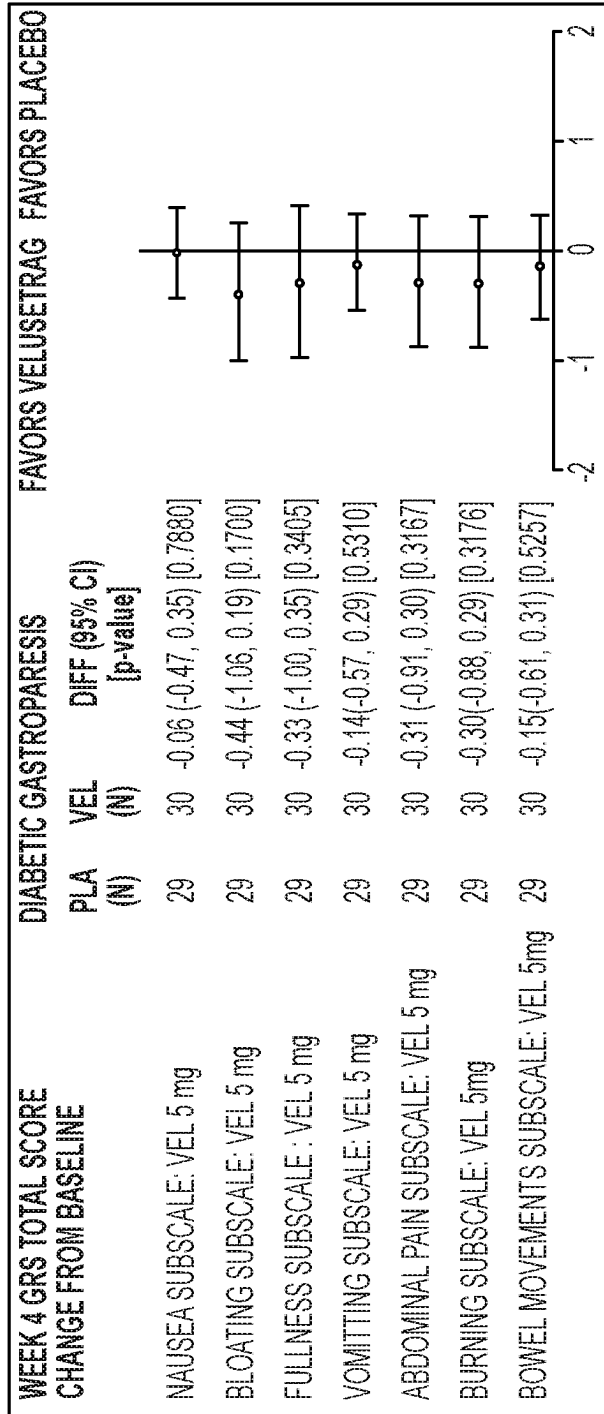 WEEK 4 GRS TOTAL SCORE DIABETIC GASTROPARESIS FAVORS VELUSETRAG FAVORS PLACEBO
CHANGE FROM BASELINE PLA VEL DIFF (95% CI)
(N) (N) [p-value]
NAUSEA SUBSCALE: VEL 5 mg 29 30 -0.06 (-0.47, 0.35) [0.7880]
BLOATING SUBSCALE: VEL 5 mg 29 30 -0.44 (-1.06, 0.19) [0.1700]
FULLNESS SUBSCALE : VEL 5 mg 29 30 -0.33 (-1.00, 0.35) [0.3405]
VOMITTING SUBSCALE: VEL 5 mg 29 30 -0.14(-0.57, 0.29) [0.5310]
ABDOMINAL PAIN SUBSCALE: VEL 5 mg 29 30 -0.31 (-0.91, 0.30) [0.3167]
BURNING SUBSCALE: VEL 5mg 29 30 -0.30(-0.88, 0.29) [0.3176]
BOWEL MOVEMENTS SUBSCALE: VEL 5mg 29 30 -0.15(-0.61, 0.31) [0.5257]
-2 -1 0 1 2